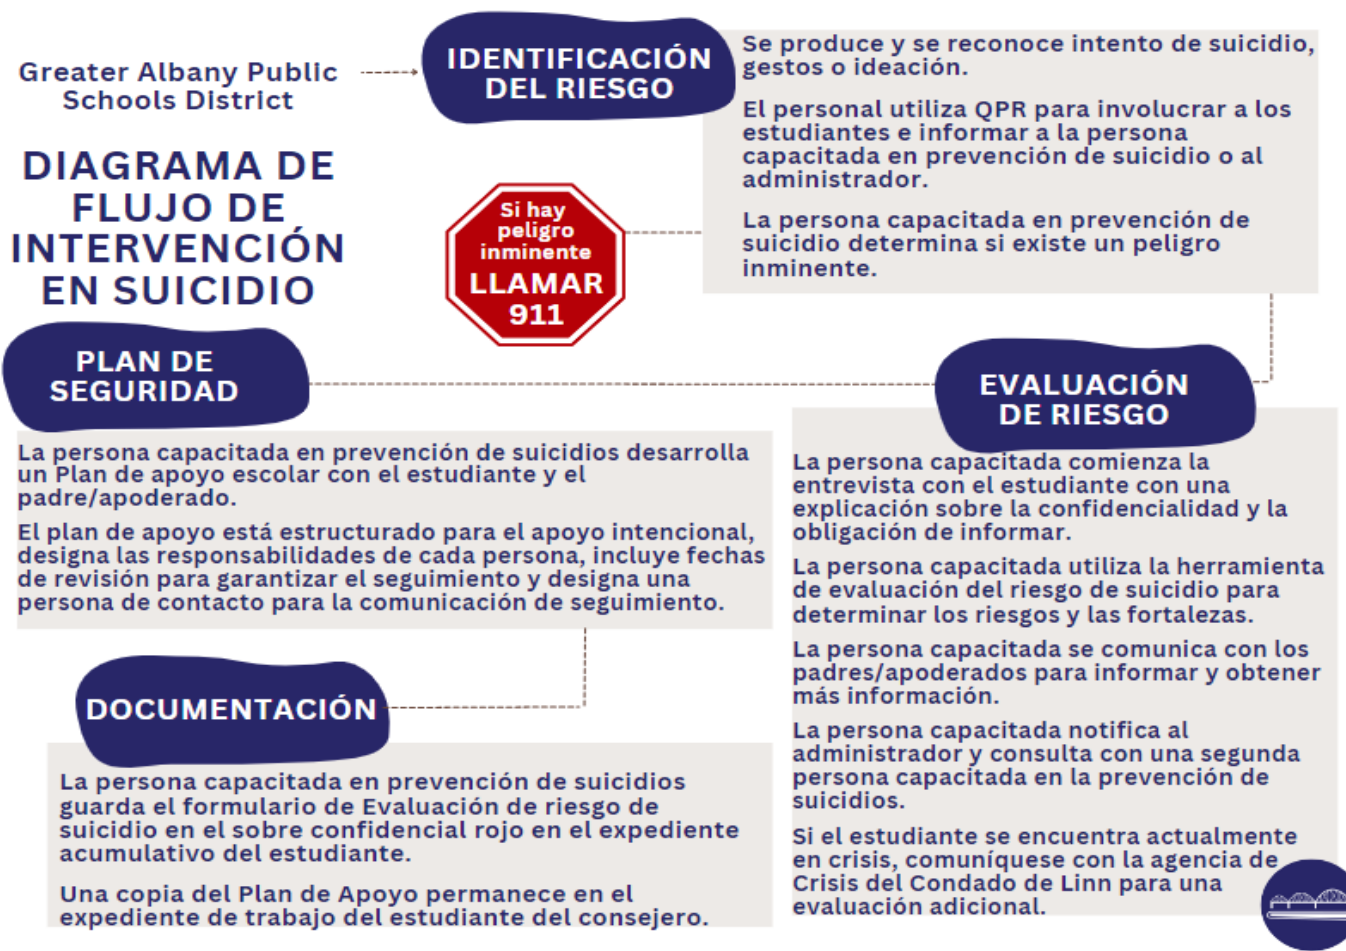 Greater Albany Public
Schools District
DIAGRAMA DE
FLUJO DE
INTERVENCIÓN
EN SUICIDIO
IDENTIFICACIÓN
DEL RIESGO
Se produce y se reconoce intento de suicidio,
gestos o ideación.
El personal utiliza QPR para involucrar a los
estudiantes e informar a la persona
capacitada en prevención de suicidio o al
administrador.
La persona capacitada en prevención de
suicidio determina si existe un peligro
inminente.
Si hay
peligro
inminente
LLAMAR
911
EVALUACIÓN
DE RIESGO
La persona capacitada comienza la
entrevista con el estudiante con una
explicación sobre la confidencialidad y la
obligación de informar.
La persona capacitada utiliza la herramienta
de evaluación del riesgo de suicidio para
determinar los riesgos y las fortalezas.
La persona capacitada se comunica con los
padres/apoderados para informar y obtener
más información.
La persona capacitada notifica al
administrador y consulta con una segunda
persona capacitada en la prevención de
suicidios.
Si el estudiante se encuentra actualmente
en crisis, comuníquese con la agencia de
Crisis del Condado de Linn para una
evaluación adicional.
PLAN DE
SEGURIDAD
La persona capacitada en prevención de suicidios desarrolla
un Plan de apoyo escolar con el estudiante y el
padre/apoderado.
El plan de apoyo está estructurado para el apoyo intencional,
designa las responsabilidades de cada persona, incluye fechas
de revisión para garantizar el seguimiento y designa una
persona de contacto para la comunicación de seguimiento.
DOCUMENTACIÓN
La persona capacitada en prevención de suicidios
guarda el formulario de Evaluación de riesgo de
suicidio en el sobre confidencial rojo en el expediente
acumulativo del estudiante.
Una copia del Plan de Apoyo permanece en el
expediente de trabajo del estudiante del consejero.